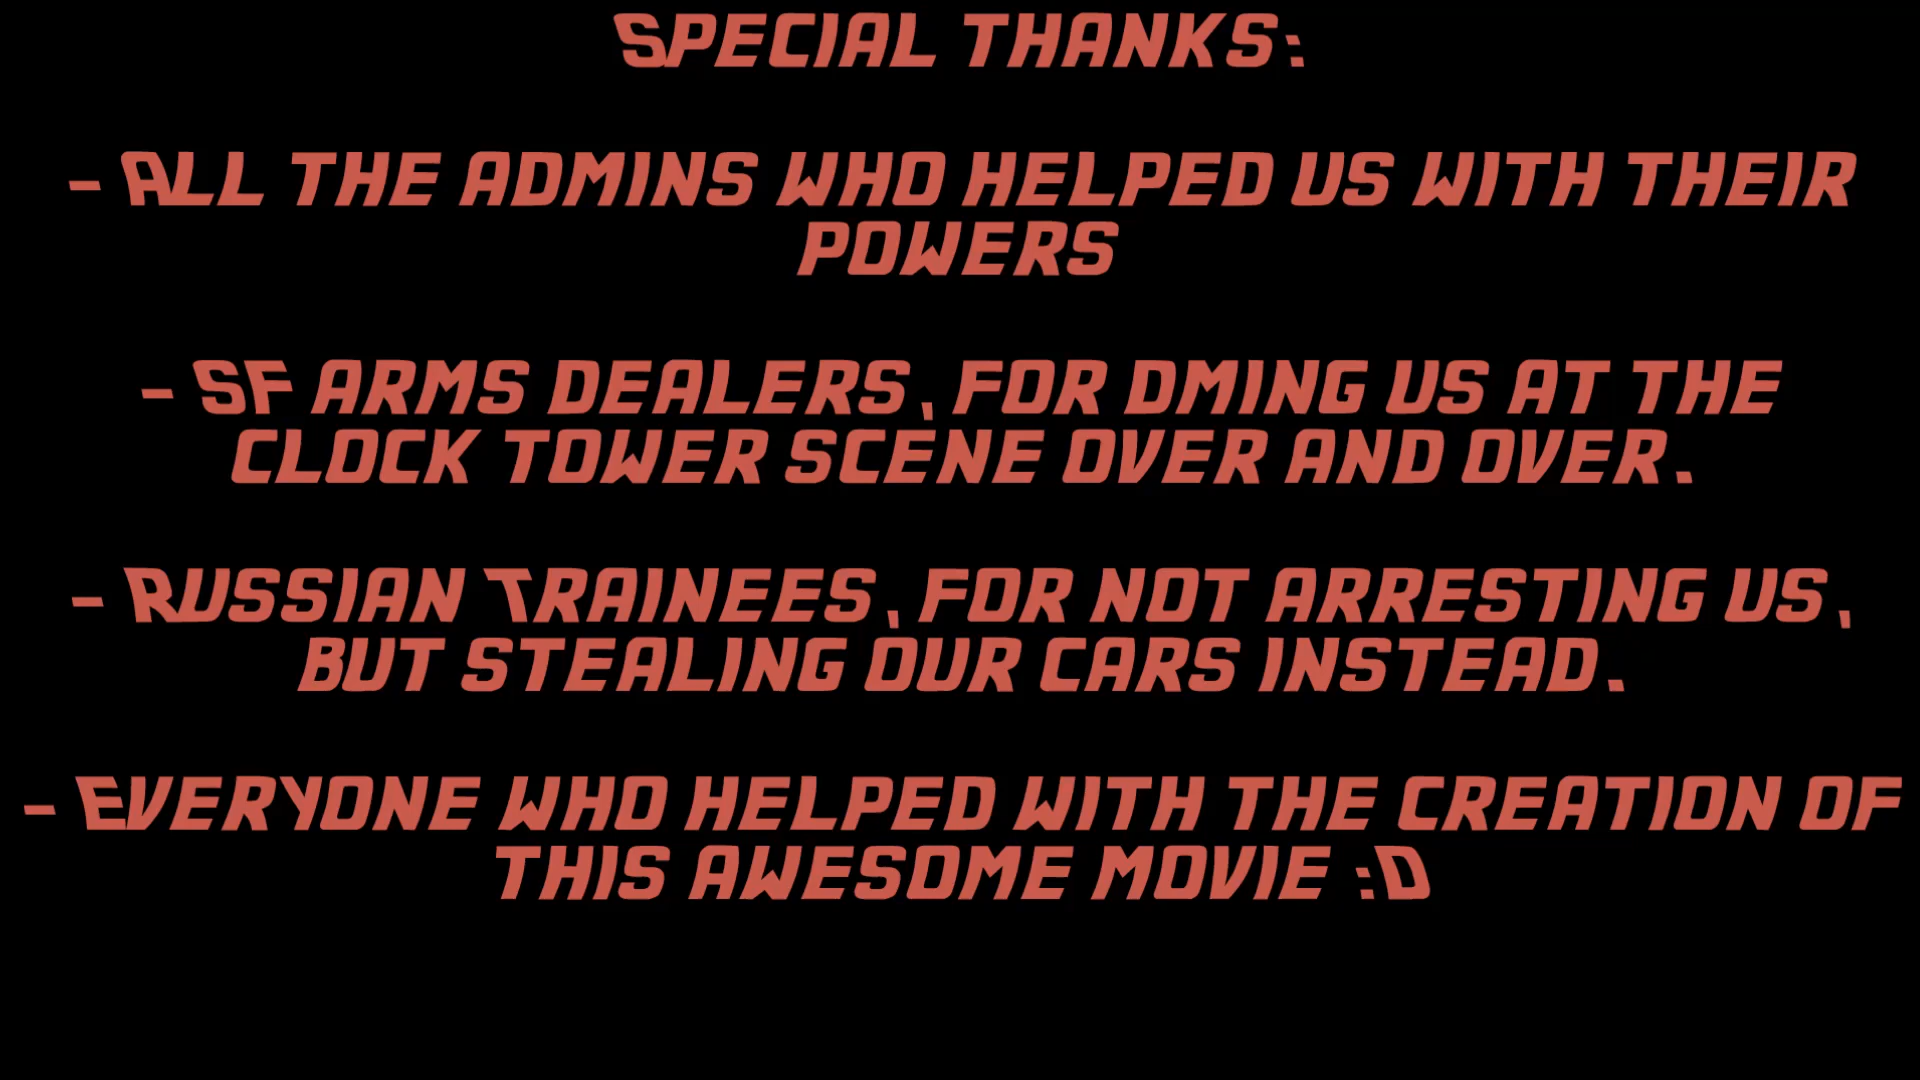 SPECIAL THANKS:
- ALL THE ADMINS WHO HELPED US WITH THEIR
POWERS
- SF ARMS DEALERS, FOR DMING US AT THE
CLOCK TOWER SCENE OVER AND OVER.
- RUSSIAN TRAINEES, FOR NOT ARRESTING US,
BUT STEALING OUR CARS INSTEAD.
- EVERYONE WHO HELPED WITH THE CREATION OF
THIS AWESOME MOVIE :D